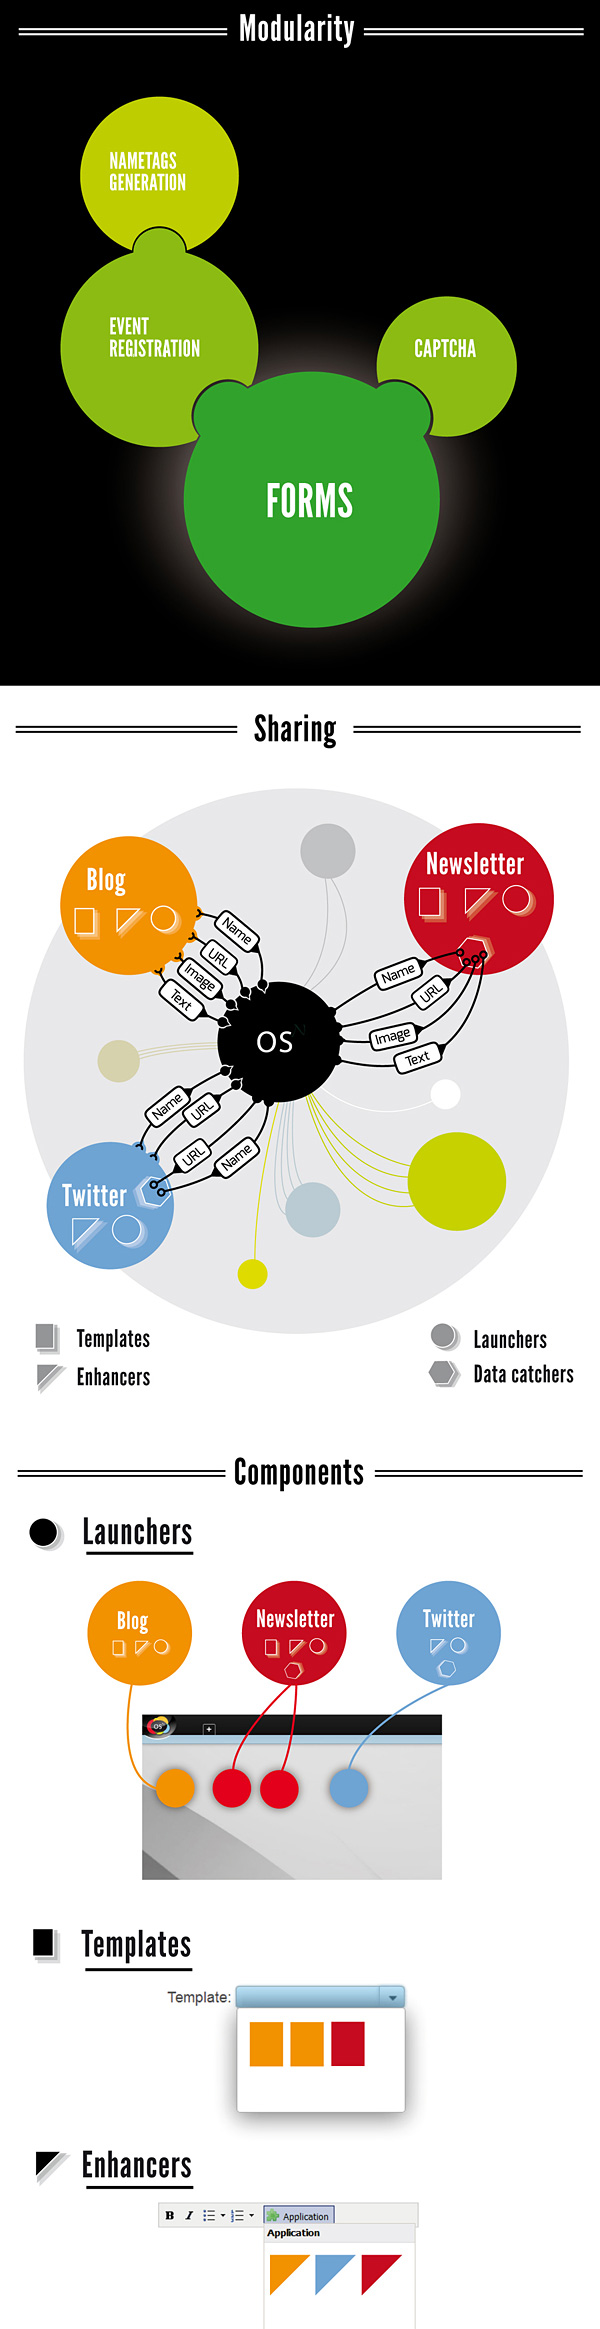 Modularity
NAMETAGS
GENERATION
EVENT
REGISTRATION
CAPTCHA
FORMS
Sharing
Blog
Newsletter
Name
URL
Image
Text
Name
URL
Image
Text
OS N
Name
URL
URL
Name
Twitter
Templates
Launchers
Enhancers
Data catchers
Components
Launchers
Blog
Newsletter
Twitter
OS
+
Templates
Template:
Enhancers
B I
Application
Application